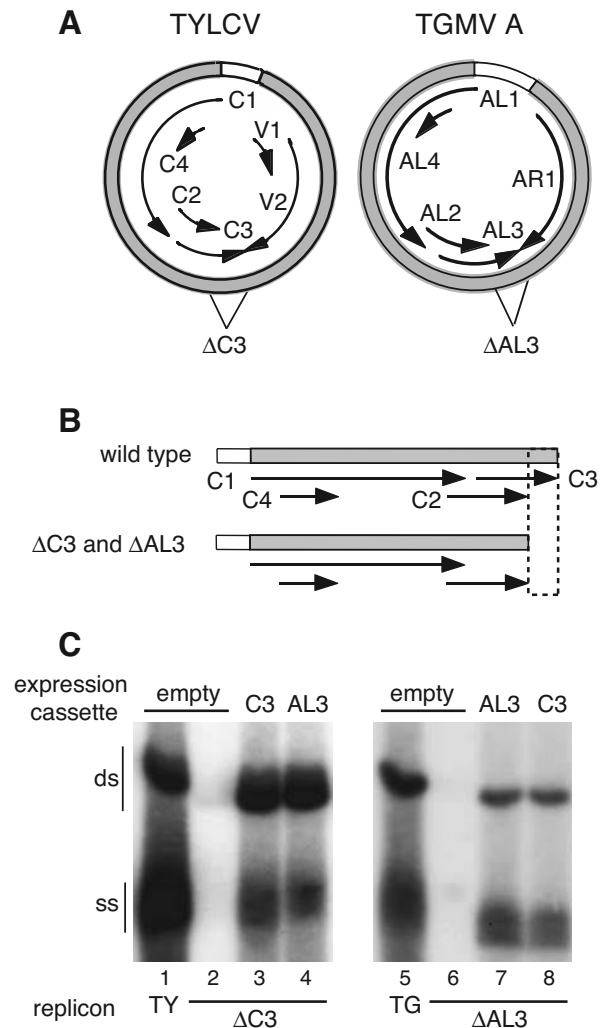 A TYLCV TGMV A
C1
V1
C4
C2
V2
C3
ΔC3
AL1
AL4
AR1
AL2 AL3
ΔAL3
B
wild type
C1 C3
C4 C2
ΔC3 and ΔAL3
C
expression cassette
empty C3 AL3 empty AL3 C3
ds
ss
1 2 3 4 5 6 7 8
replicon TY ΔC3 TG ΔAL3